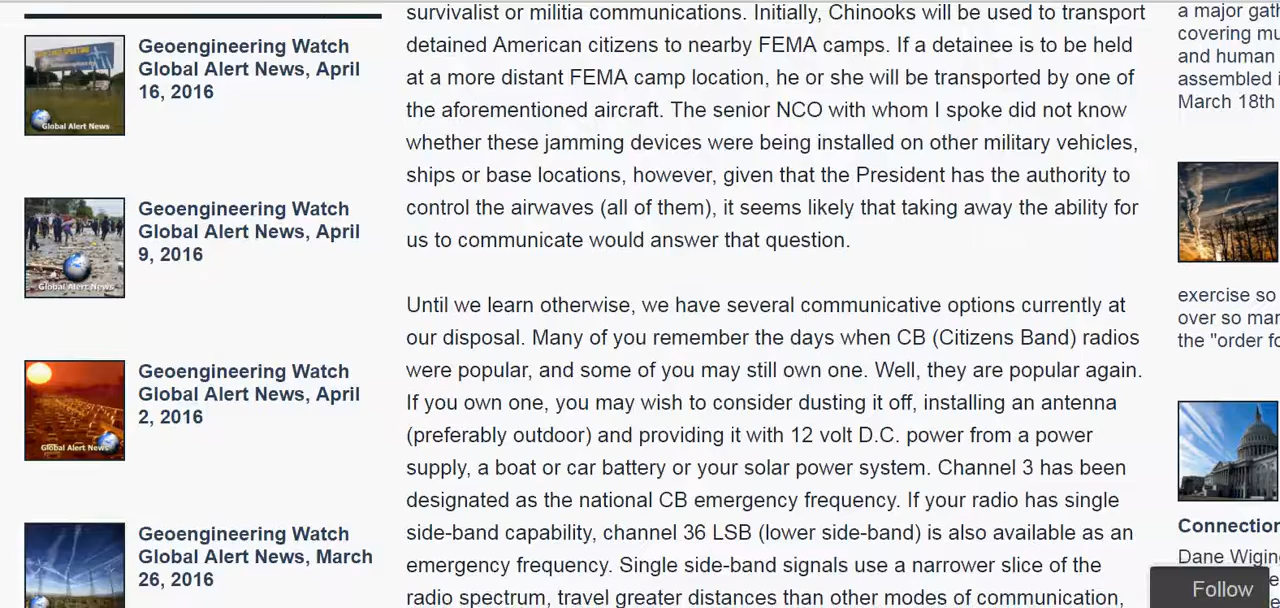 Geoengineering Watch
Global Alert News, April
16, 2016
Global Alert News
Geoengineering Watch
Global Alert News, April
9, 2016
Global Alert News
Geoengineering Watch
Global Alert News, April
2, 2016
Global Alert News
Geoengineering Watch
Global Alert News, March
26, 2016
survivalist or militia communications. Initially, Chinooks will be used to transport
detained American citizens to nearby FEMA camps. If a detainee is to be held
at a more distant FEMA camp location, he or she will be transported by one of
the aforementioned aircraft. The senior NCO with whom I spoke did not know
whether these jamming devices were being installed on other military vehicles,
ships or base locations, however, given that the President has the authority to
control the airwaves (all of them), it seems likely that taking away the ability for
us to communicate would answer that question.
Until we learn otherwise, we have several communicative options currently at
our disposal. Many of you remember the days when CB (Citizens Band) radios
were popular, and some of you may still own one. Well, they are popular again.
If you own one, you may wish to consider dusting it off, installing an antenna
(preferably outdoor) and providing it with 12 volt D.C. power from a power
supply, a boat or car battery or your solar power system. Channel 3 has been
designated as the national CB emergency frequency. If your radio has single
side-band capability, channel 36 LSB (lower side-band) is also available as an
emergency frequency. Single side-band signals use a narrower slice of the
radio spectrum, travel greater distances than other modes of communication,
a major gath
covering mu
and human
assembled i
March 18th
exercise so
over so mar
the "order fo
Connection
Dane Wigin
Follow